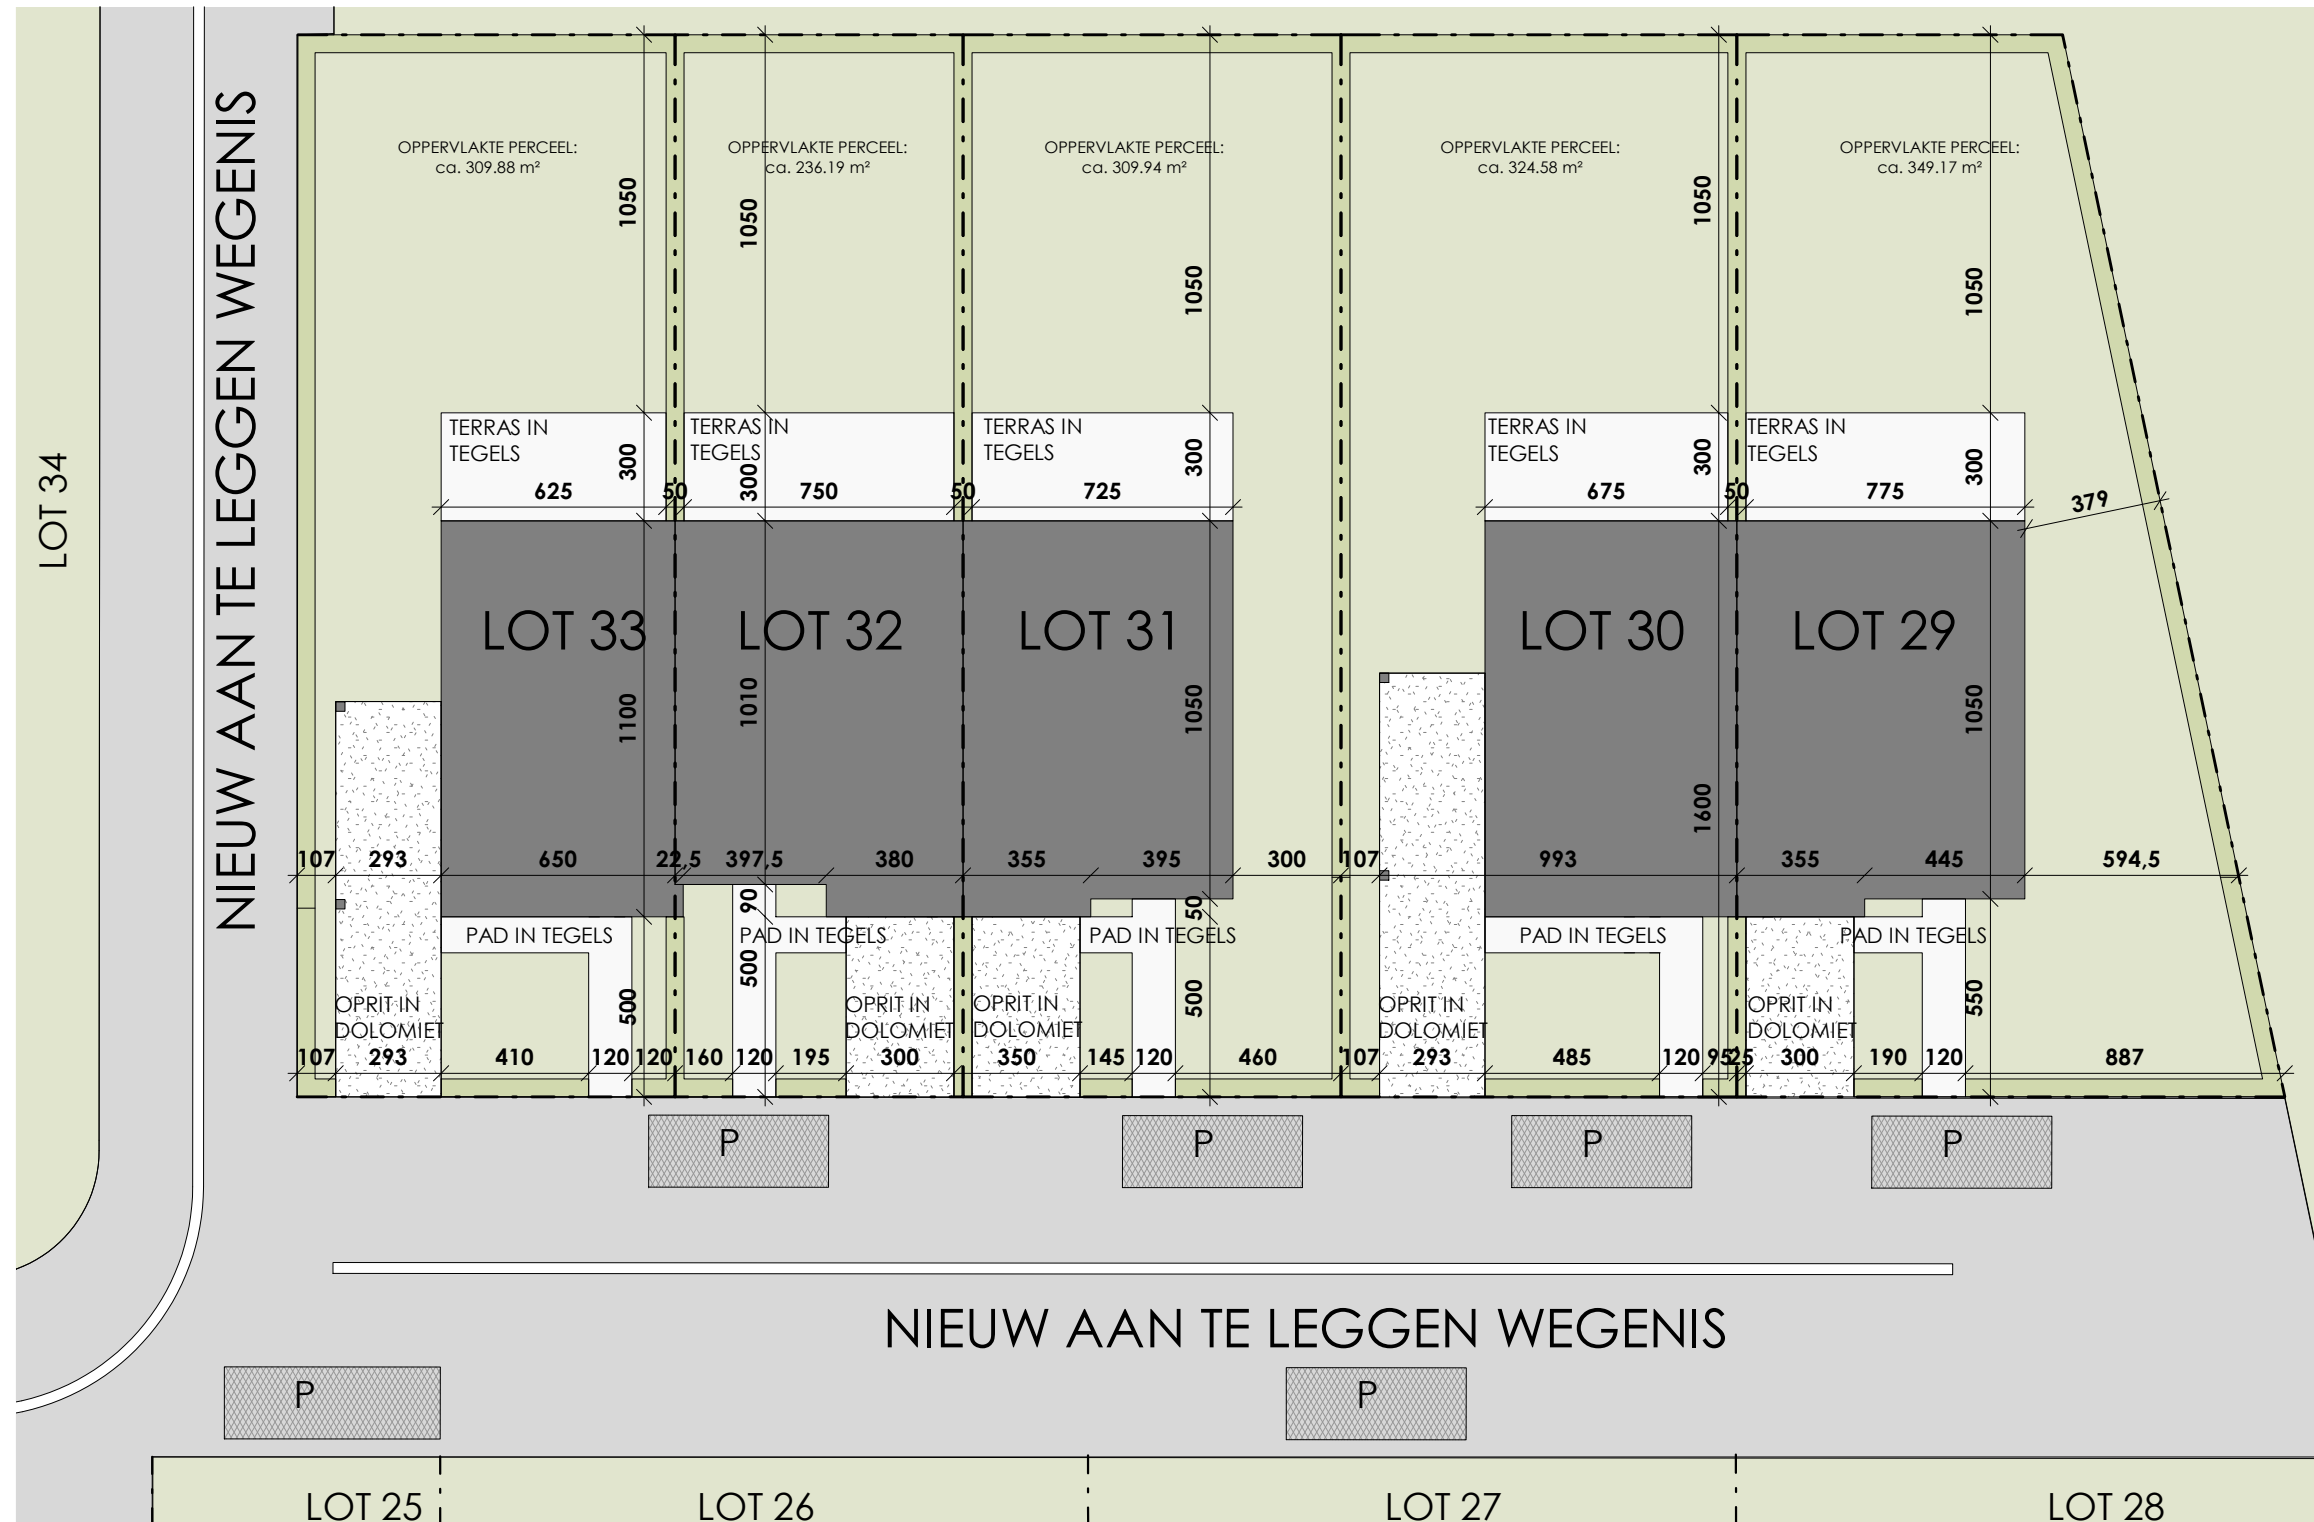 OPPERVLAKTE PERCEEL:
ca. 309.88 m²
OPPERVLAKTE PERCEEL:
ca. 236.19 m²
OPPERVLAKTE PERCEEL:
ca. 309.94 m²
OPPERVLAKTE PERCEEL:
ca. 324.58 m²
OPPERVLAKTE PERCEEL:
ca. 349.17 m²
1050
1050
1050
1050
1050
LOT 34
NIEUW AAN TE LEGGEN WEGENIS
TERRAS IN
TEGELS
TERRAS IN
TEGELS
TERRAS IN
TEGELS
TERRAS IN
TEGELS
TERRAS IN
TEGELS
300
300
300
300
300
625
50
750
50
725
675
50
775
379
LOT 33
LOT 32
LOT 31
LOT 30
LOT 29
1100
1010
1050
1600
1050
107
293
650
22,5
397,5
380
355
395
300
107
993
355
445
594,5
90
50
PAD IN TEGELS
PAD IN TEGELS
PAD IN TEGELS
PAD IN TEGELS
PAD IN TEGELS
500
500
500
550
OPRIT IN
DOLOMIET
OPRIT IN
DOLOMIET
OPRIT IN
DOLOMIET
OPRIT IN
DOLOMIET
OPRIT IN
DOLOMIET
107
293
410
120
120
160
120
195
300
350
145
120
460
107
293
485
120
95
25
300
190
120
887
P
P
P
P
NIEUW AAN TE LEGGEN WEGENIS
P
P
LOT 25
LOT 26
LOT 27
LOT 28